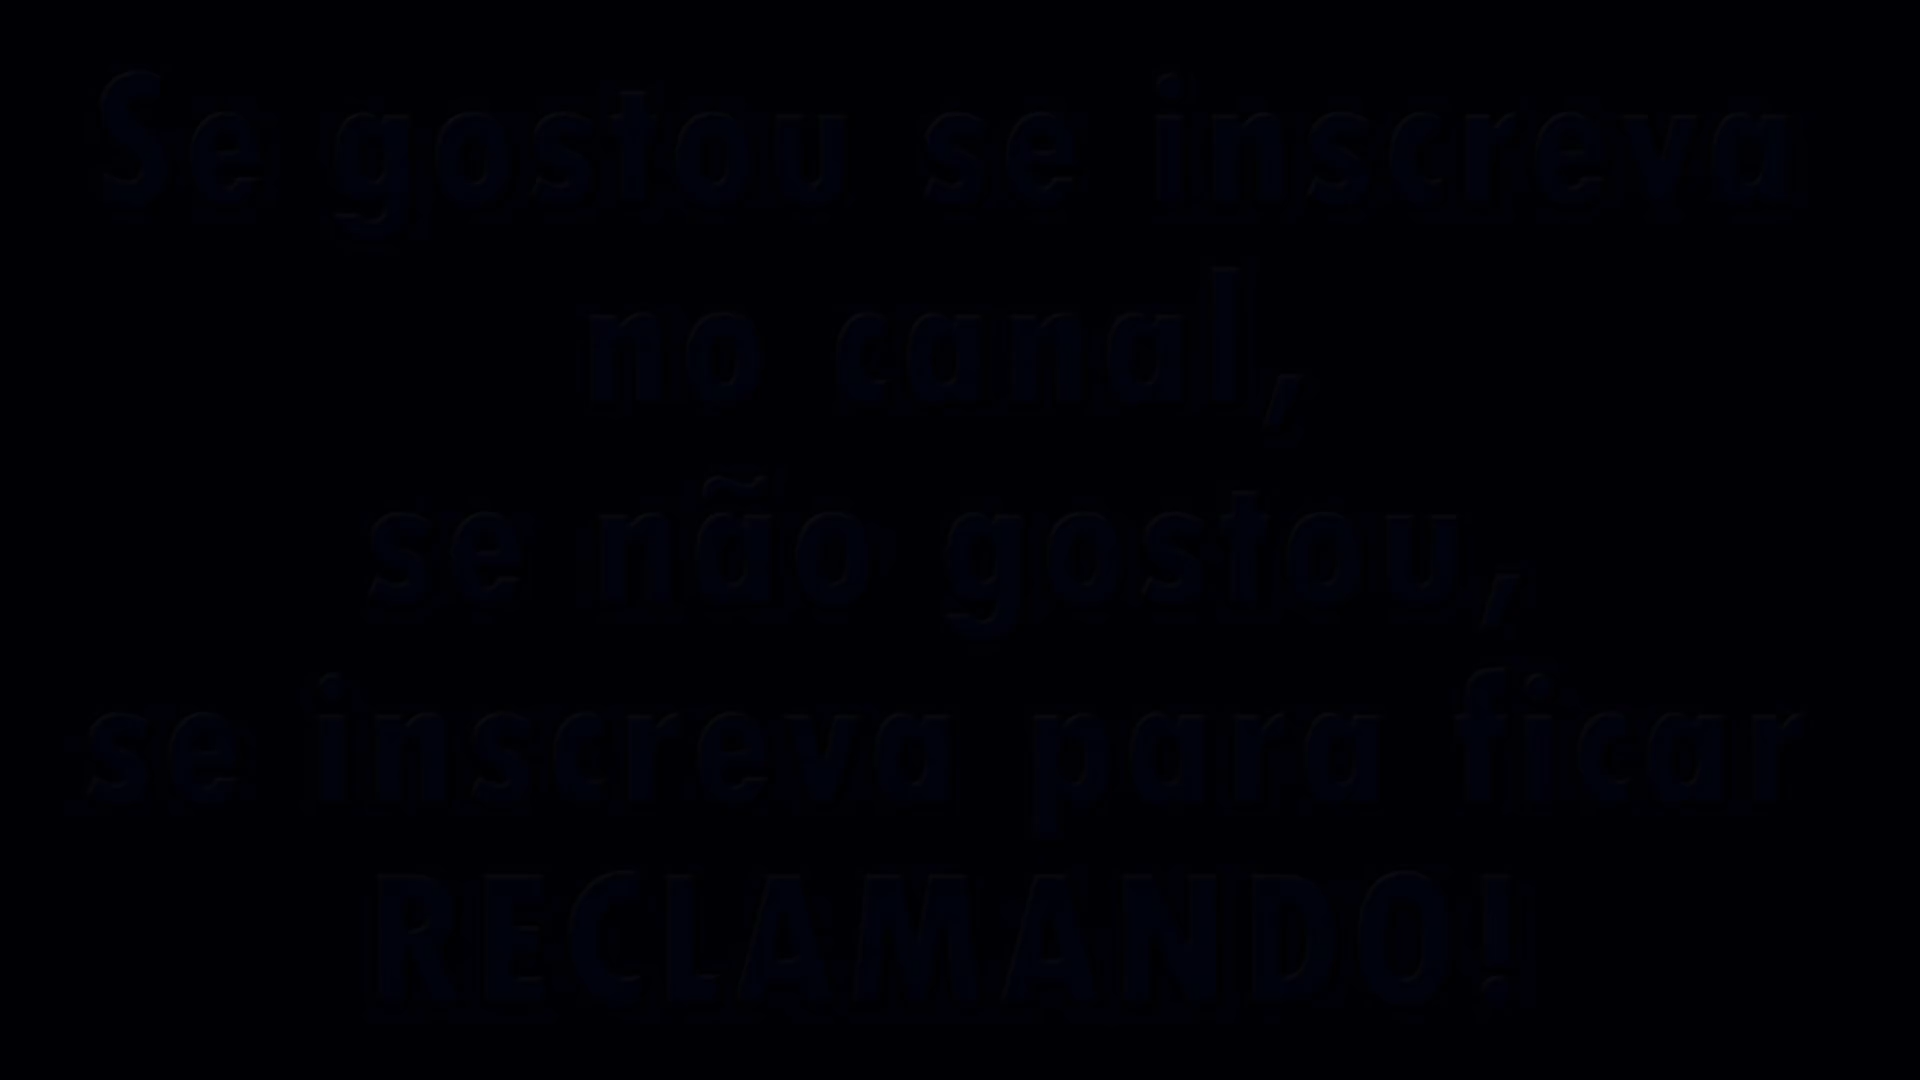 Se gostou se inscreva
no canal,
se não gostou,
se inscreva para ficar
RECLAMANDO!